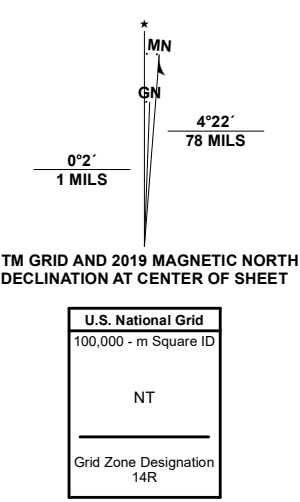 ★
MN
GN
4°22´
78 MILS
0°2´
1 MILS
TM GRID AND 2019 MAGNETIC NORTH
DECLINATION AT CENTER OF SHEET
U.S. National Grid
100,000 - m Square ID
NT
Grid Zone Designation
14R